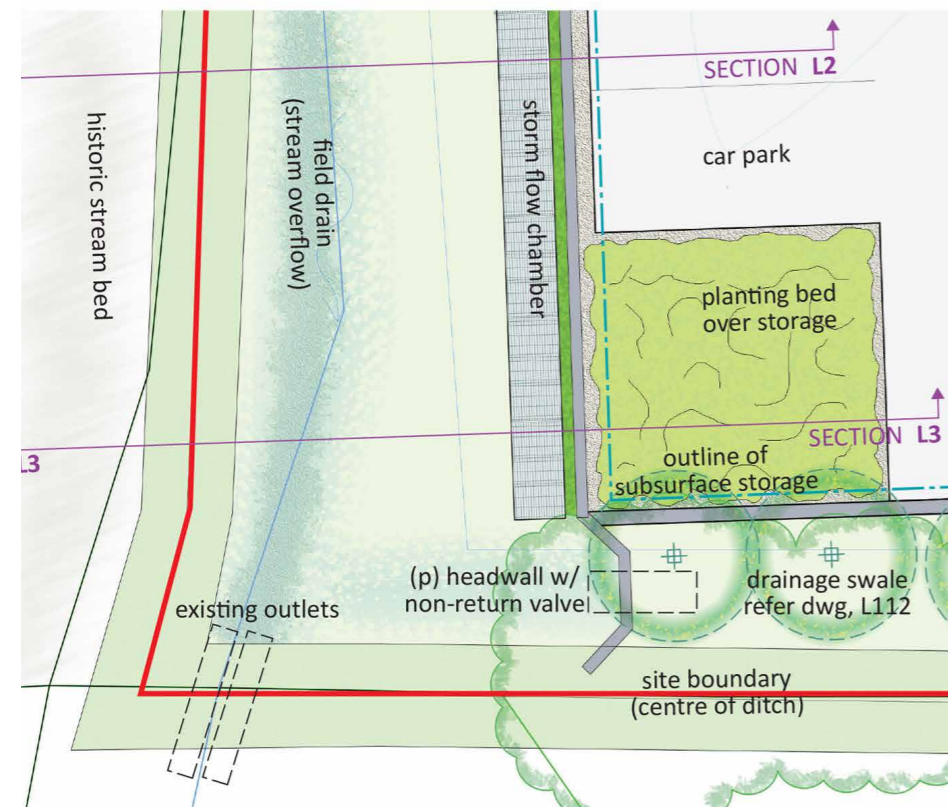 SECTION L2
historic stream bed
field drain
(stream overflow)
storm flow chamber
car park
planting bed
over storage
L3
SECTION L3
outline of
subsurface storage
(p) headwall w/
non-return valve
drainage swale
refer dwg, L112
existing outlets
site boundary
(centre of ditch)